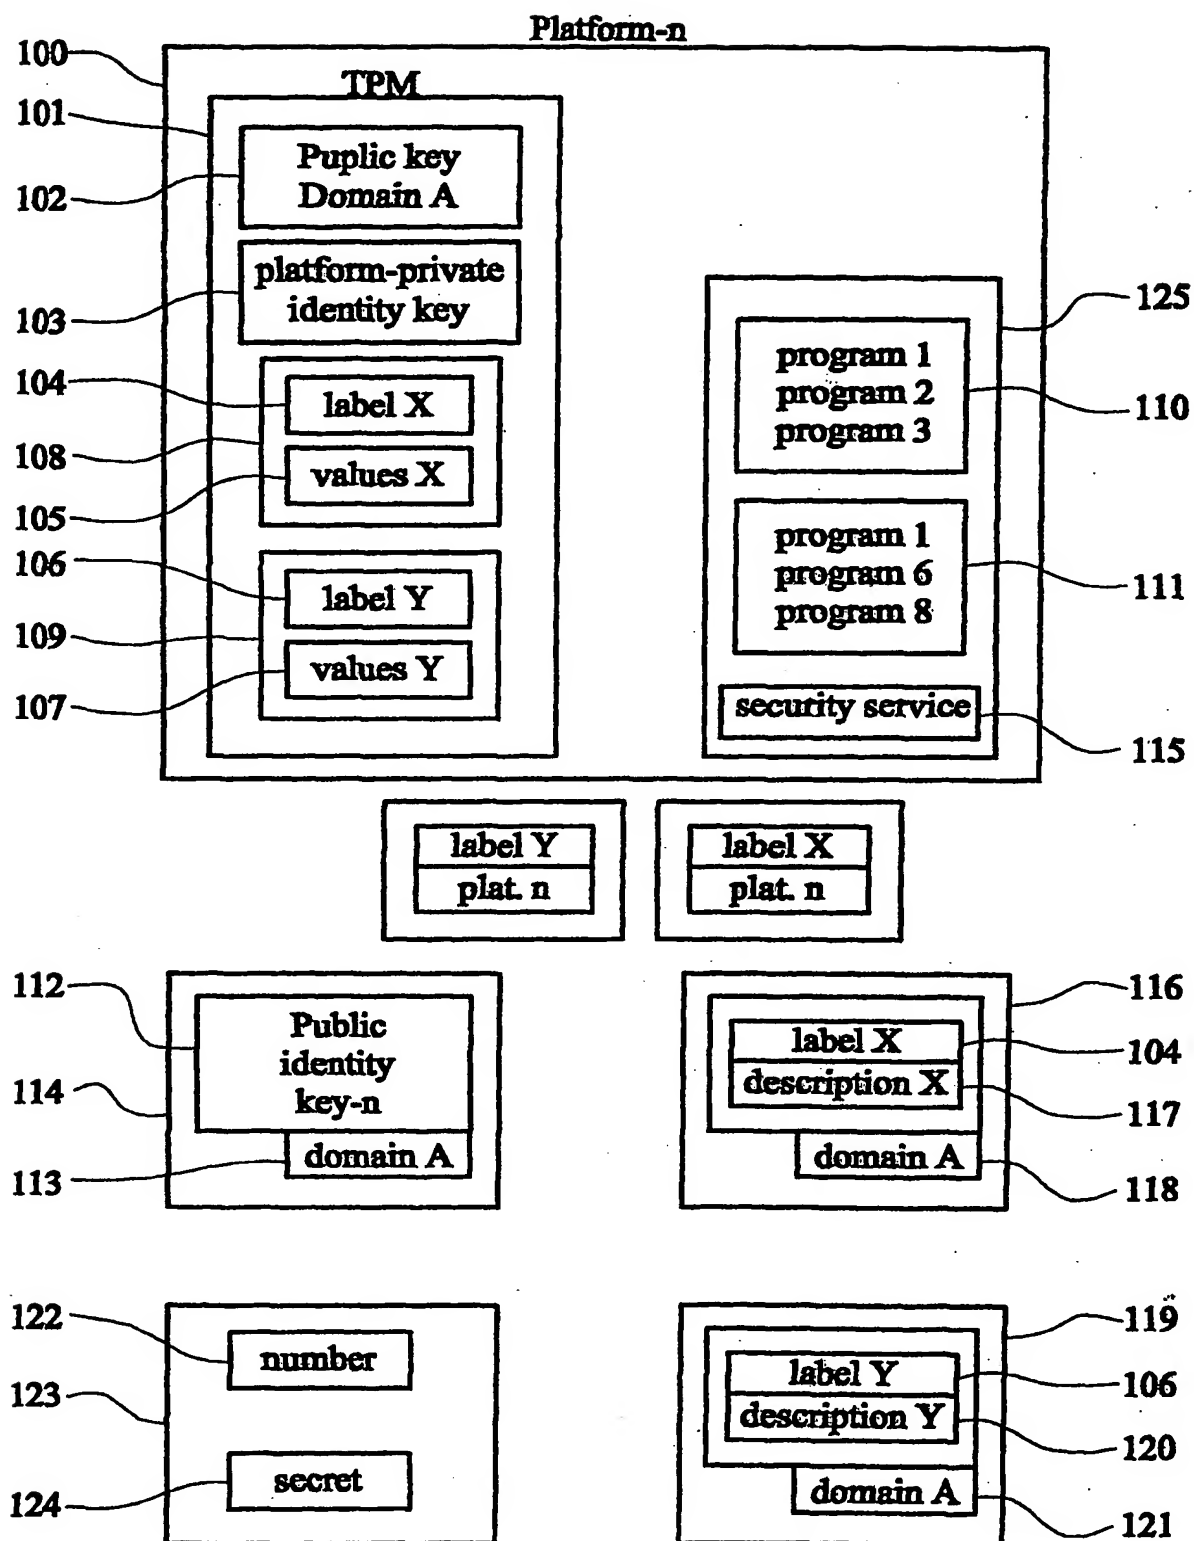 Platform-n
100
TPM
101
Puplic key
Domain A
102
platform-private
identity key
103
125
program 1
program 2
program 3
110
104
label X
108
values X
105
program 1
program 6
program 8
111
106
label Y
109
values Y
107
security service
115
label Y
plat. n
label X
plat. n
112
Public
identity
key-n
114
domain A
113
116
label X
104
description X
117
domain A
118
122
number
123
secret
124
119
label Y
106
description Y
120
domain A
121